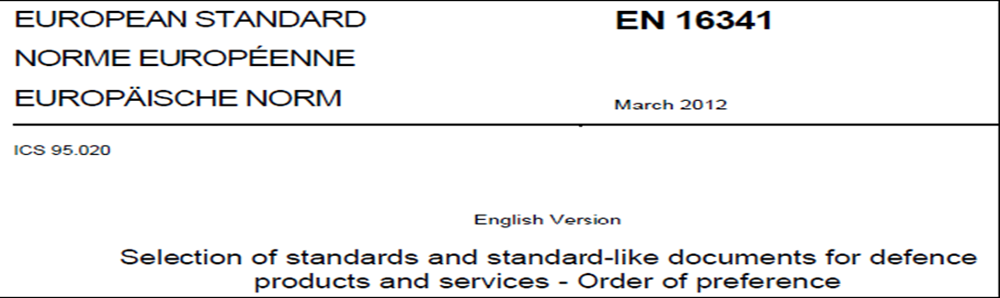 EUROPEAN STANDARD
EN 16341
NORME EUROPÉENNE
EUROPÄISCHE NORM
March 2012
ICS 95.020
English Version
Selection of standards and standard-like documents for defence
products and services - Order of preference